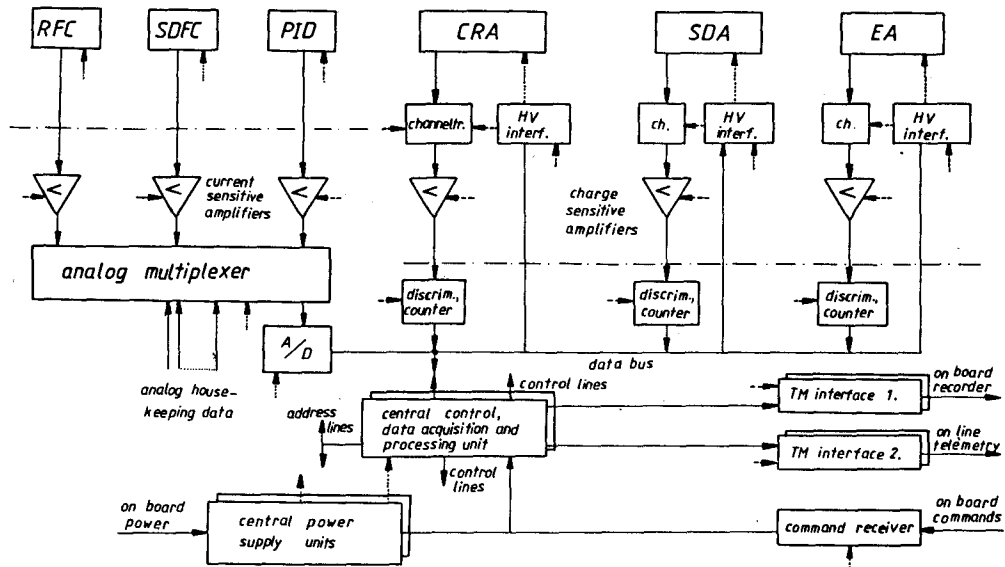 RFC
SDFC
PID
CRA
SDA
EA
channeltr.
HV
interf.
ch.
HV
interf.
ch.
HV
interf.
<
<
<
<
<
<
current
sensitive
amplifiers
charge
sensitive
amplifiers
analog multiplexer
discrim.,
counter
discrim.,
counter
discrim.,
counter
A/D
data bus
analog house-
keeping data
address
lines
control lines
central control,
data acquisition and
processing unit
control
lines
TM interface 1.
on board
recorder
TM interface 2.
on line
telemetry
on board
power
central power
supply units
command receiver
on board
commands